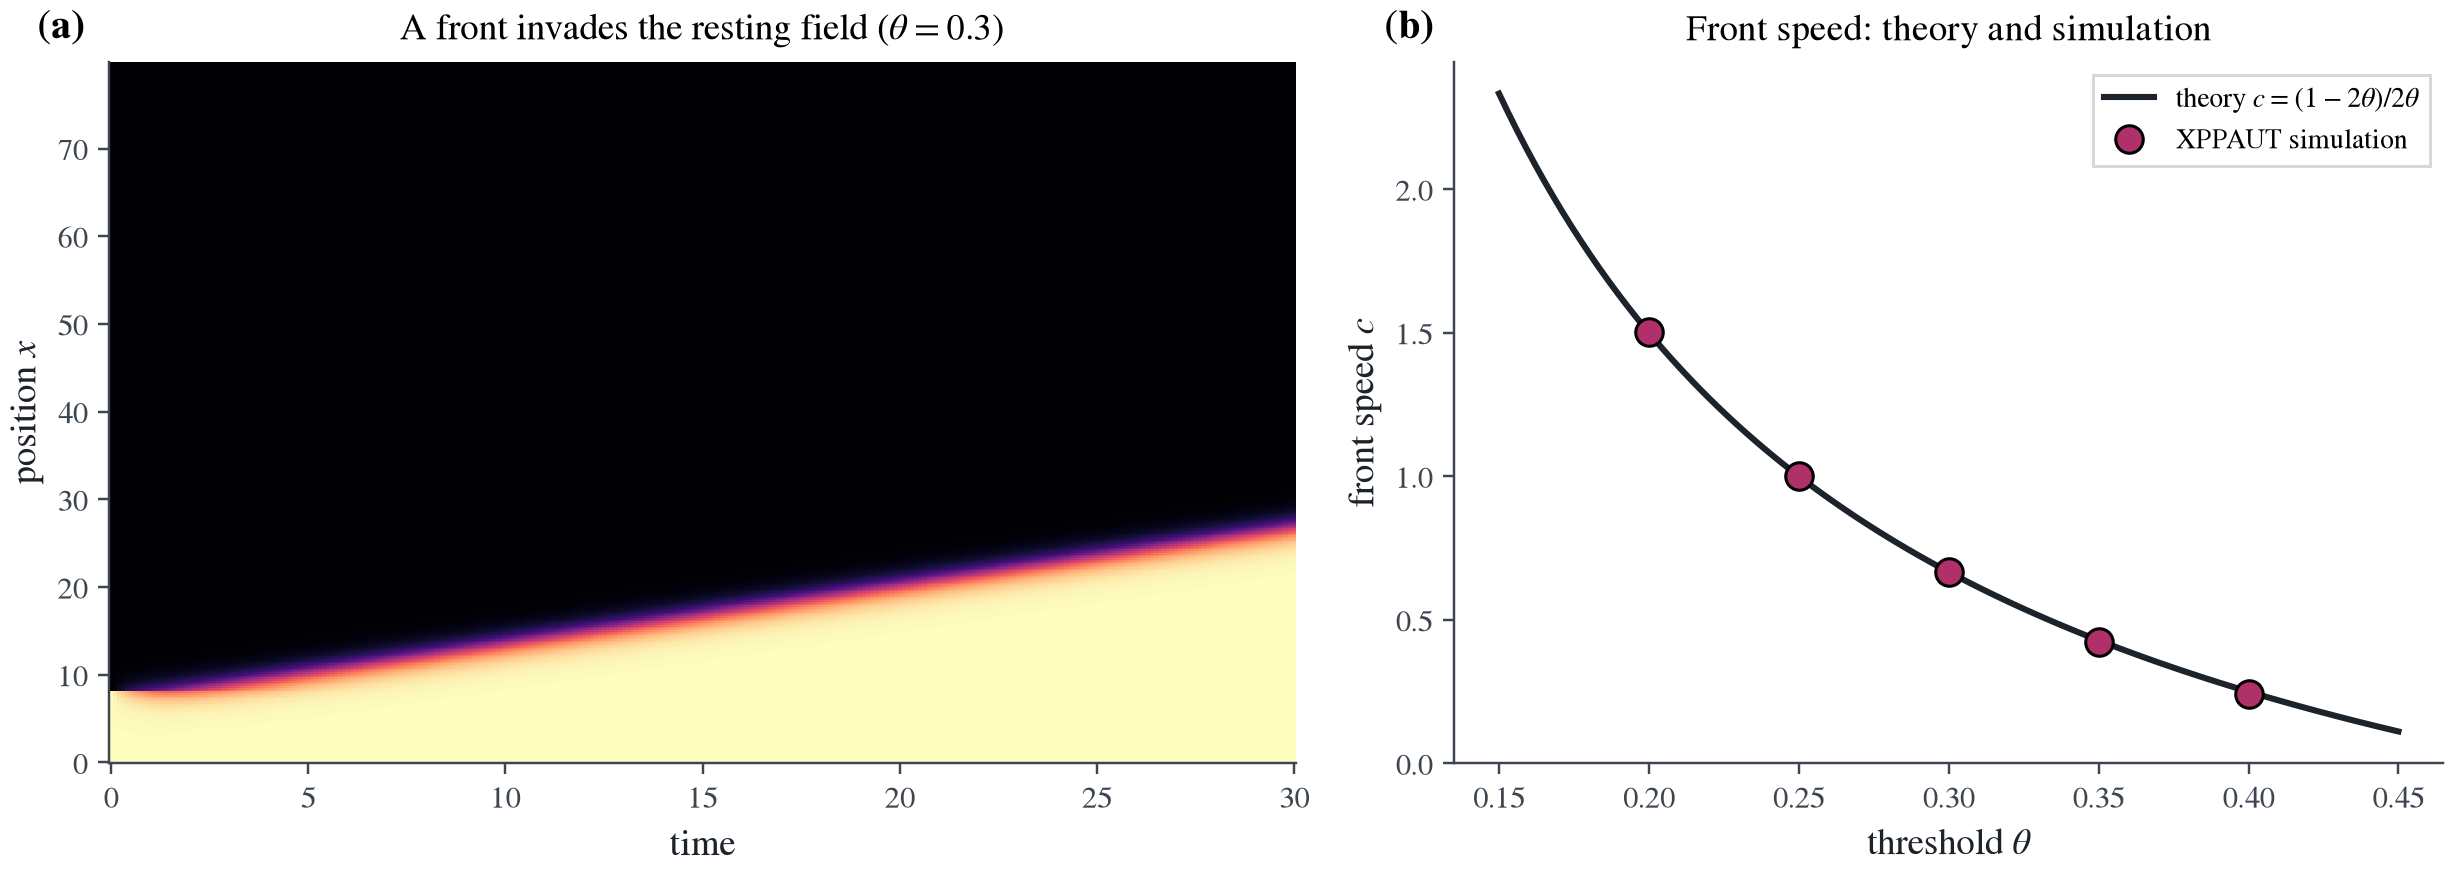 (a)
A front invades the resting field (θ = 0.3)
70
60
50
40
30
20
10
0
position x
0 5 10 15 20 25 30
time
(b)
Front speed: theory and simulation
theory c = (1 − 2θ)/2θ
XPPAUT simulation
2.0
1.5
1.0
0.5
0.0
front speed c
0.15 0.20 0.25 0.30 0.35 0.40 0.45
threshold θ